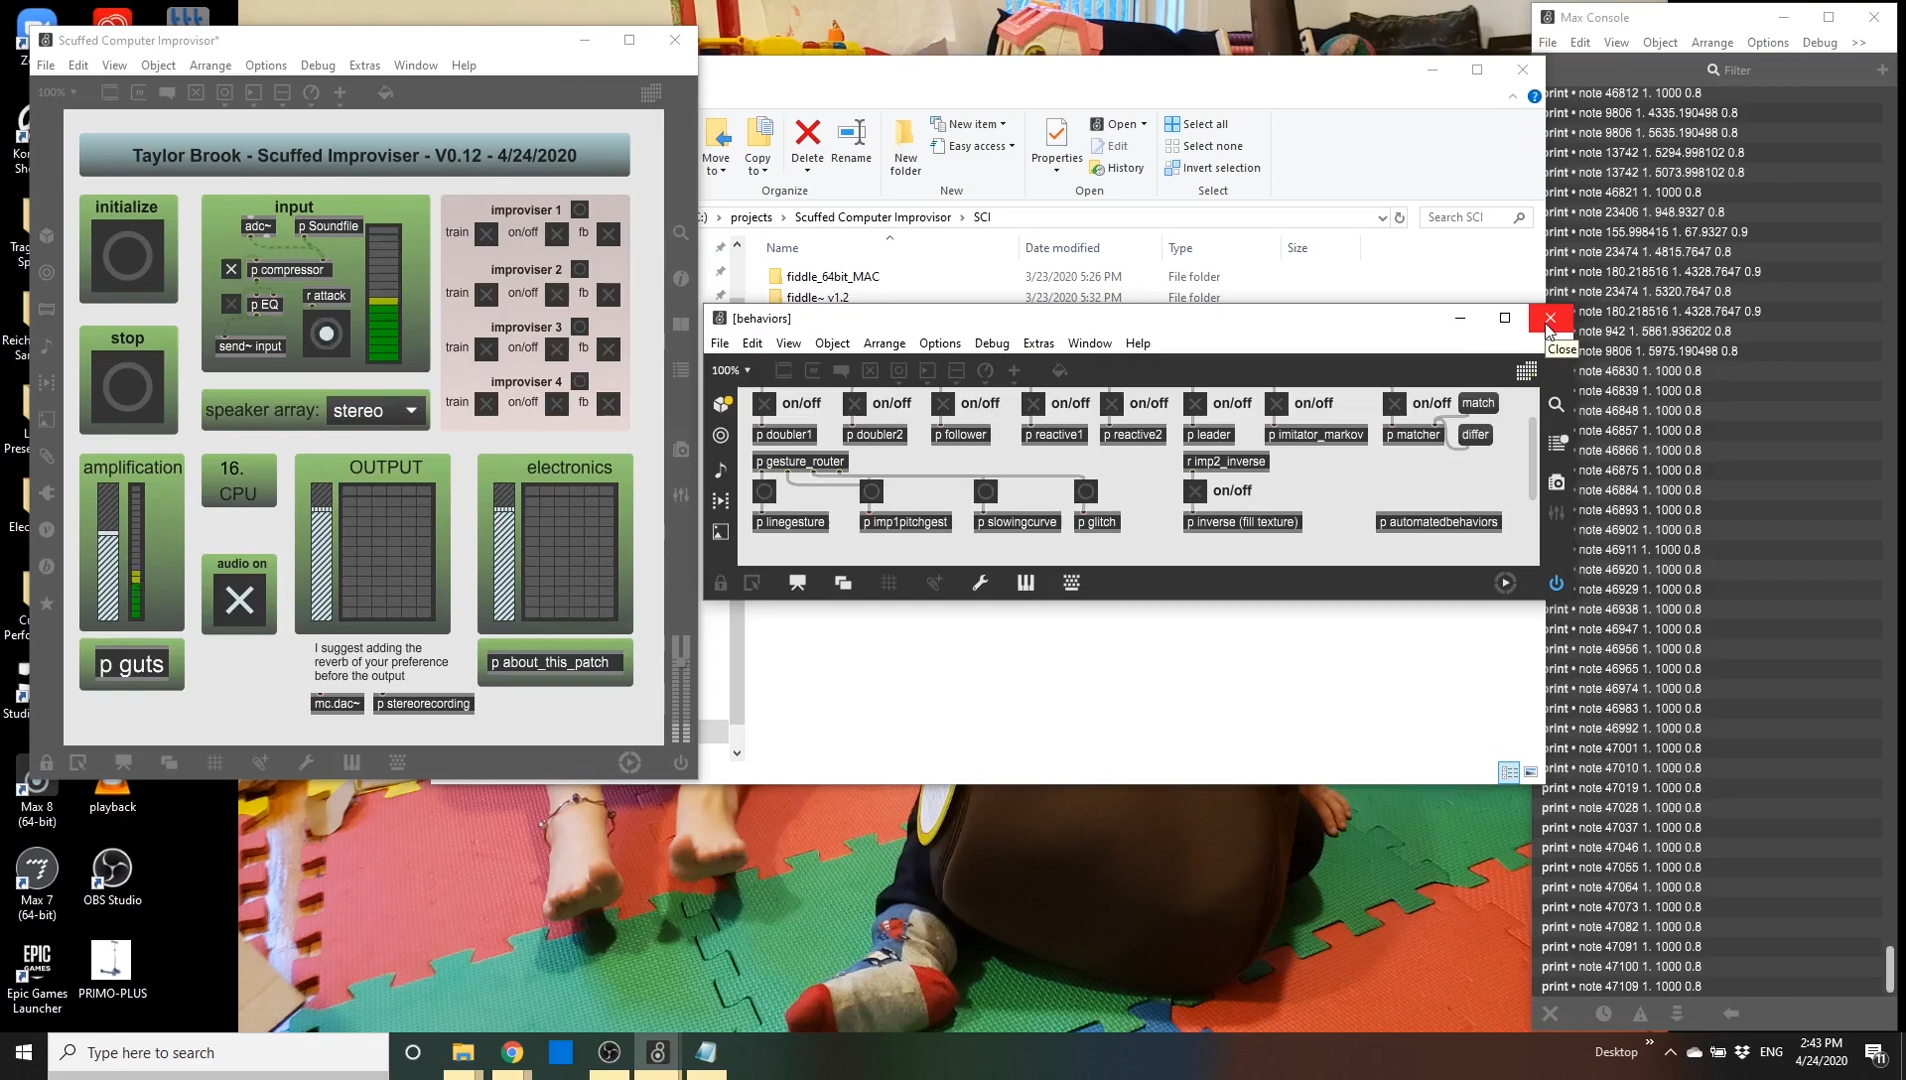 Scuffed Computer Improvisor*
File Edit View Object Arrange Options Debug Extras Window Help
100%
Taylor Brook - Scuffed Improviser - V0.12 - 4/24/2020
initialize
stop
input
adc~ p Soundfile
p compressor
p EQ
r attack
send~ input
speaker array: stereo
improviser 1
train on/off fb
improviser 2
train on/off fb
improviser 3
train on/off fb
improviser 4
train on/off fb
amplification
16.
CPU
OUTPUT
electronics
audio on
p guts
I suggest adding the
reverb of your preference
before the output
p about_this_patch
mc.dac~ p stereorecording
Move
to
Copy
to
Delete
Rename
New
folder
New item
Easy access
Properties
Open
Edit
History
Select all
Select none
Invert selection
Organize New Open Select
projects Scuffed Computer Improvisor SCI
Search SCI
Name Date modified Type Size
fiddle_64bit_MAC 3/23/2020 5:26 PM File folder
fiddle~ v1.2 3/23/2020 5:32 PM File folder
[behaviors]
Close
File Edit View Object Arrange Options Debug Extras Window Help
100%
on/off on/off on/off on/off on/off on/off on/off on/off match
p doubler1 p doubler2 p follower p reactive1 p reactive2 p leader p imitator_markov p matcher differ
p gesture_router r imp2_inverse
on/off
p linegesture p imp1pitchgest p slowingcurve p glitch p inverse (fill texture) p automatedbehaviors
Max Console
File Edit View Object Arrange Options Debug >>
Filter
print • note 46812 1. 1000 0.8
print • note 9806 1. 4335.190498 0.8
print • note 9806 1. 5635.190498 0.8
print • note 13742 1. 5294.998102 0.8
print • note 13742 1. 5073.998102 0.8
print • note 46821 1. 1000 0.8
print • note 23406 1. 948.9327 0.8
print • note 155.998415 1. 67.9327 0.9
print • note 23474 1. 4815.7647 0.8
print • note 180.218516 1. 4328.7647 0.9
print • note 23474 1. 5320.7647 0.8
• note 180.218516 1. 4328.7647 0.9
note 942 1. 5861.936202 0.8
note 9806 1. 5975.190498 0.8
• note 46830 1. 1000 0.8
• note 46839 1. 1000 0.8
• note 46848 1. 1000 0.8
• note 46857 1. 1000 0.8
• note 46866 1. 1000 0.8
• note 46875 1. 1000 0.8
• note 46884 1. 1000 0.8
• note 46893 1. 1000 0.8
• note 46902 1. 1000 0.8
• note 46911 1. 1000 0.8
• note 46920 1. 1000 0.8
• note 46929 1. 1000 0.8
print • note 46938 1. 1000 0.8
print • note 46947 1. 1000 0.8
print • note 46956 1. 1000 0.8
print • note 46965 1. 1000 0.8
print • note 46974 1. 1000 0.8
print • note 46983 1. 1000 0.8
print • note 46992 1. 1000 0.8
print • note 47001 1. 1000 0.8
print • note 47010 1. 1000 0.8
print • note 47019 1. 1000 0.8
print • note 47028 1. 1000 0.8
print • note 47037 1. 1000 0.8
print • note 47046 1. 1000 0.8
print • note 47055 1. 1000 0.8
print • note 47064 1. 1000 0.8
print • note 47073 1. 1000 0.8
print • note 47082 1. 1000 0.8
print • note 47091 1. 1000 0.8
print • note 47100 1. 1000 0.8
print • note 47109 1. 1000 0.8
Max 8
(64-bit)
playback
Max 7
(64-bit)
OBS Studio
EPIC
GAMES
Epic Games
Launcher
PRIMO-PLUS
Type here to search
Desktop
ENG
2:43 PM
4/24/2020
11